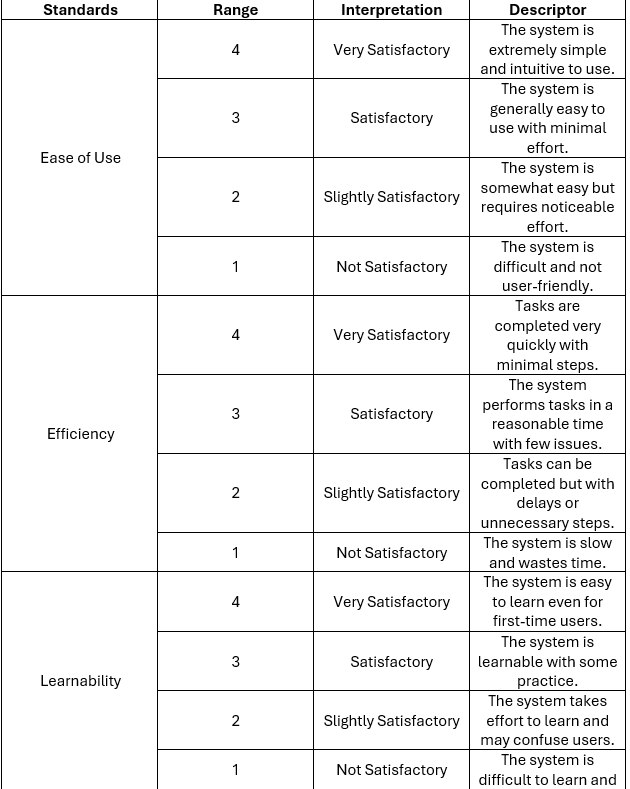 Standards Range Interpretation Descriptor
Ease of Use
4 Very Satisfactory
The system is
extremely simple
and intuitive to use.
3 Satisfactory
The system is
generally easy to
use with minimal
effort.
2 Slightly Satisfactory
The system is
somewhat easy but
requires noticeable
effort.
1 Not Satisfactory
The system is
difficult and not
user-friendly.
Efficiency
4 Very Satisfactory
Tasks are
completed very
quickly with
minimal steps.
3 Satisfactory
The system
performs tasks in a
reasonable time
with few issues.
2 Slightly Satisfactory
Tasks can be
completed but with
delays or
unnecessary steps.
1 Not Satisfactory
The system is slow
and wastes time.
Learnability
4 Very Satisfactory
The system is easy
to learn even for
first-time users.
3 Satisfactory
The system is
learnable with some
practice.
2 Slightly Satisfactory
The system takes
effort to learn and
may confuse users.
1 Not Satisfactory
The system is
difficult to learn and